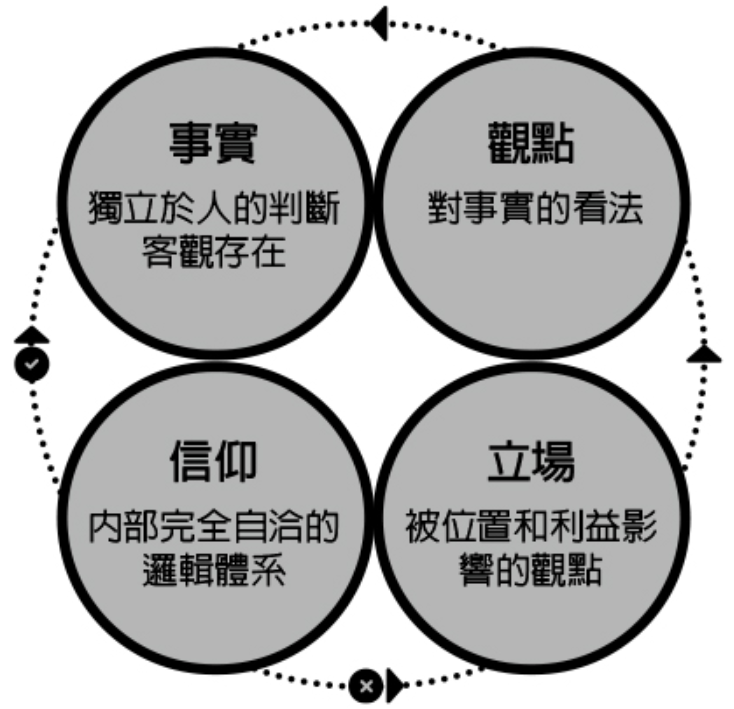 事實
獨立於人的判斷
客觀存在
觀點
對事實的看法
信仰
内部完全自洽的
邏輯體系
立場
被位置和利益影
響的觀點